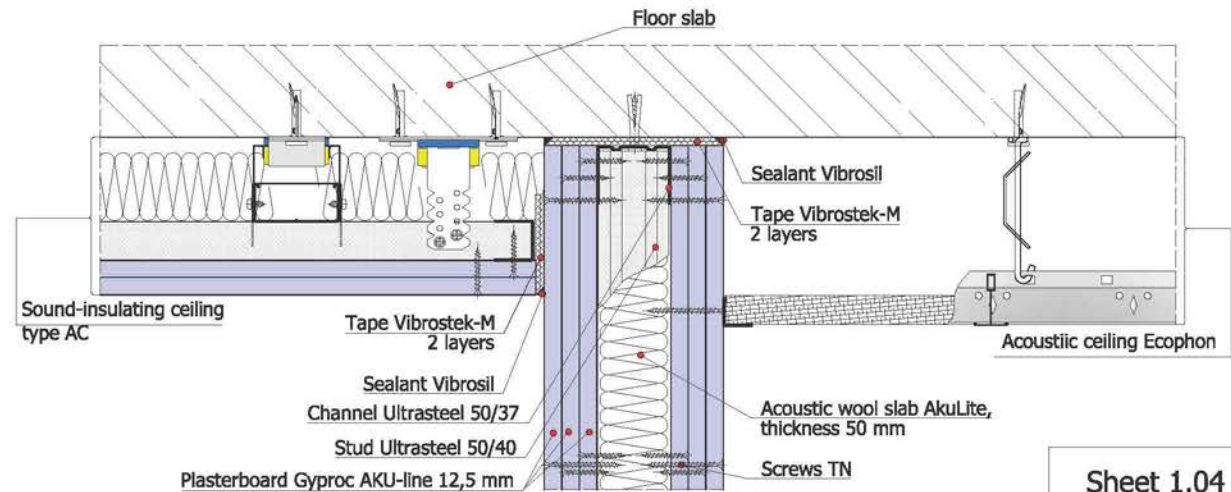 Floor slab
Sealant Vibrosil
Tape Vibrostek-M
2 layers
Sound-insulating ceiling
type AC
Tape Vibrostek-M
2 layers
Acoustiic ceiling Ecophon
Sealant Vibrosil
Channel Ultrasteel 50/37
Acoustic wool slab AkuLite,
thickness 50 mm
Stud Ultrasteel 50/40
Screws TN
Plasterboard Gyproc AKU-line 12,5 mm
Sheet 1.04